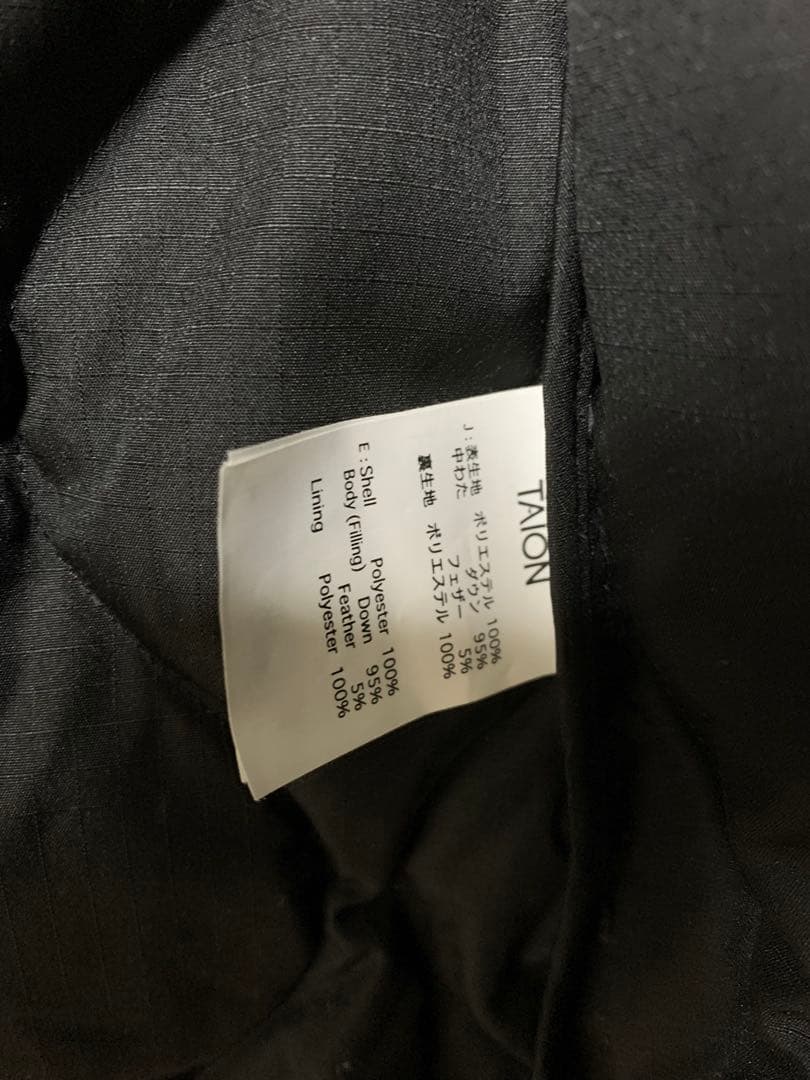 TAION
J : 表生地 ポリエステル 100%
中わた ダウン 95%
フェザー 5%
裏生地 ポリエステル 100%
E : Shell Polyester 100%
Body (Filling) Down 95%
Feather 5%
Lining Polyester 100%